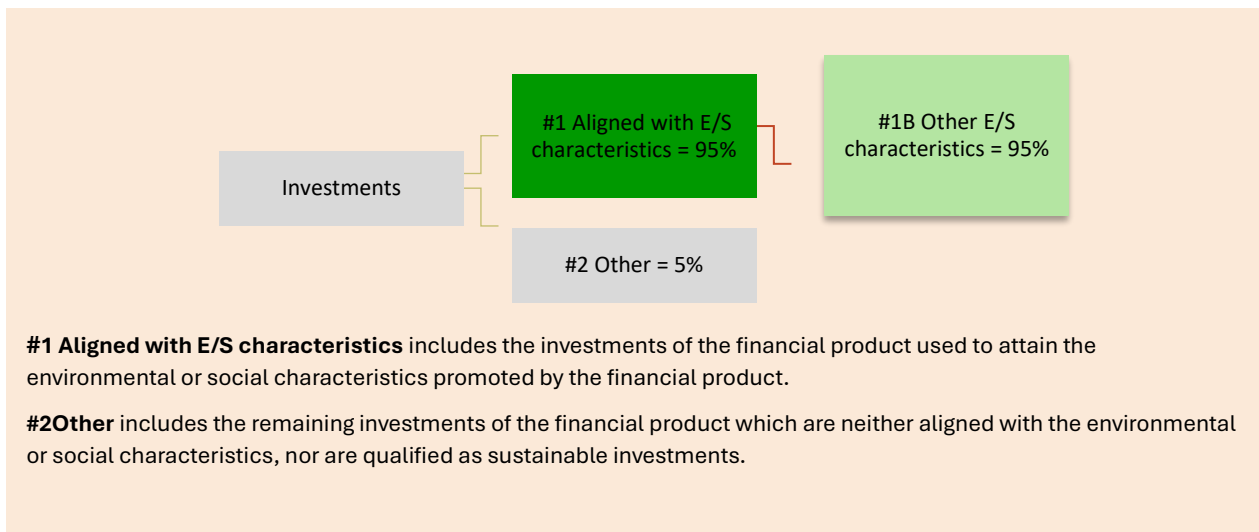 #1 Aligned with E/S
characteristics = 95%
#1B Other E/S
characteristics = 95%
Investments
#2 Other = 5%
#1 Aligned with E/S characteristics includes the investments of the financial product used to attain the
environmental or social characteristics promoted by the financial product.
#2Other includes the remaining investments of the financial product which are neither aligned with the environmental
or social characteristics, nor are qualified as sustainable investments.